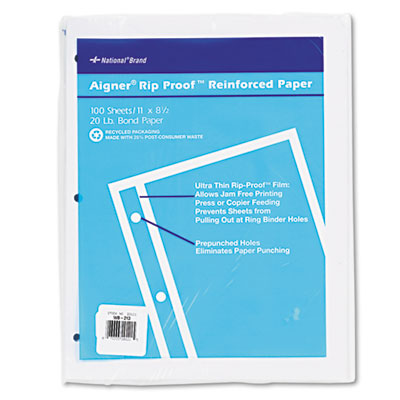 National® Brand
Aigner® Rip Proof™ Reinforced Paper
100 Sheets/11 x 8½
20 Lb. Bond Paper
RECYCLED PACKAGING
MADE WITH 20% POST-CONSUMER WASTE
Ultra Thin Rip-Proof™ Film:
Allows Jam Free Printing
Press or Copier Feeding
Prevents Sheets from
Pulling Out at Ring Binder Holes
Prepunched Holes
Eliminates Paper Punching